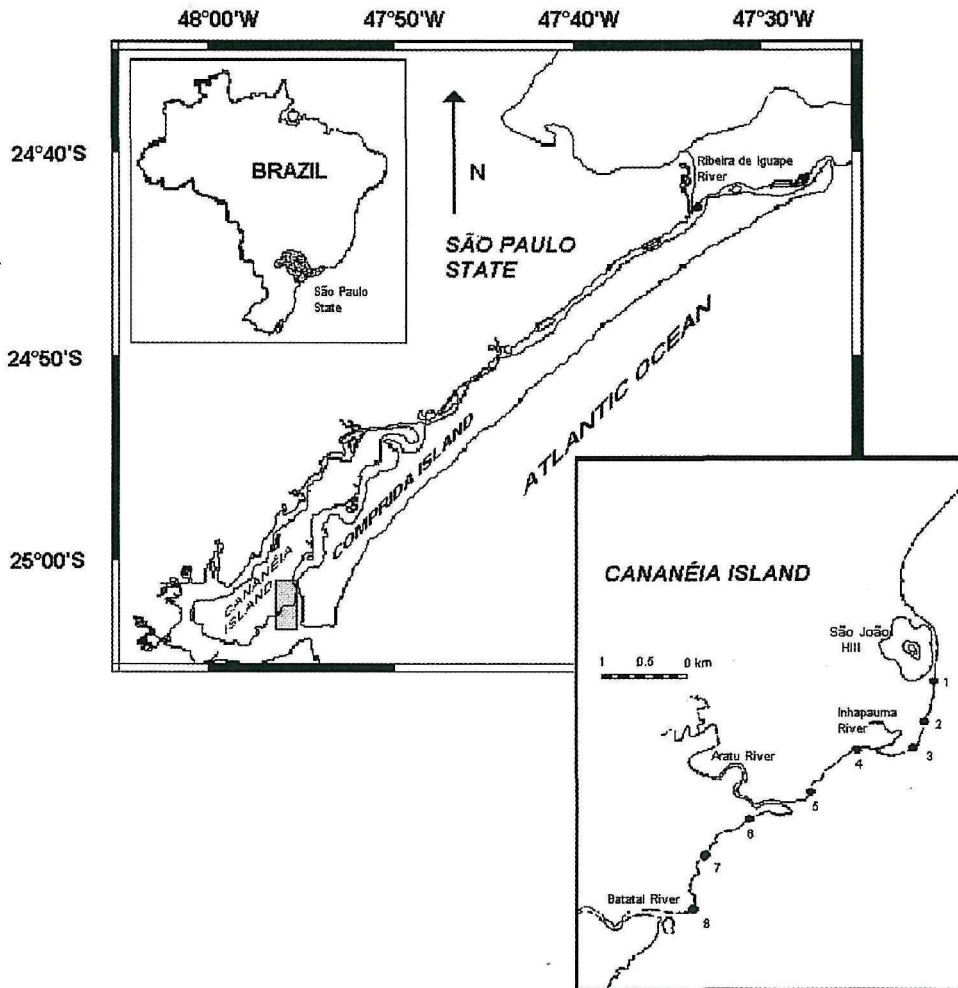 48°00'W 47°50'W 47°40'W 47°30'W
24°40'S
24°50'S
25°00'S
BRAZIL
São Paulo
State
N
Ribeira de Iguape
River
SÃO PAULO
STATE
ATLANTIC OCEAN
COMPRIDA ISLAND
CANANÉIA
ISLAND
CANANÉIA ISLAND
São João
Hill
1 0.5 0 km
1
Inhapauma
River
2
3
4
Aratu River
5
6
7
Batatal River
8